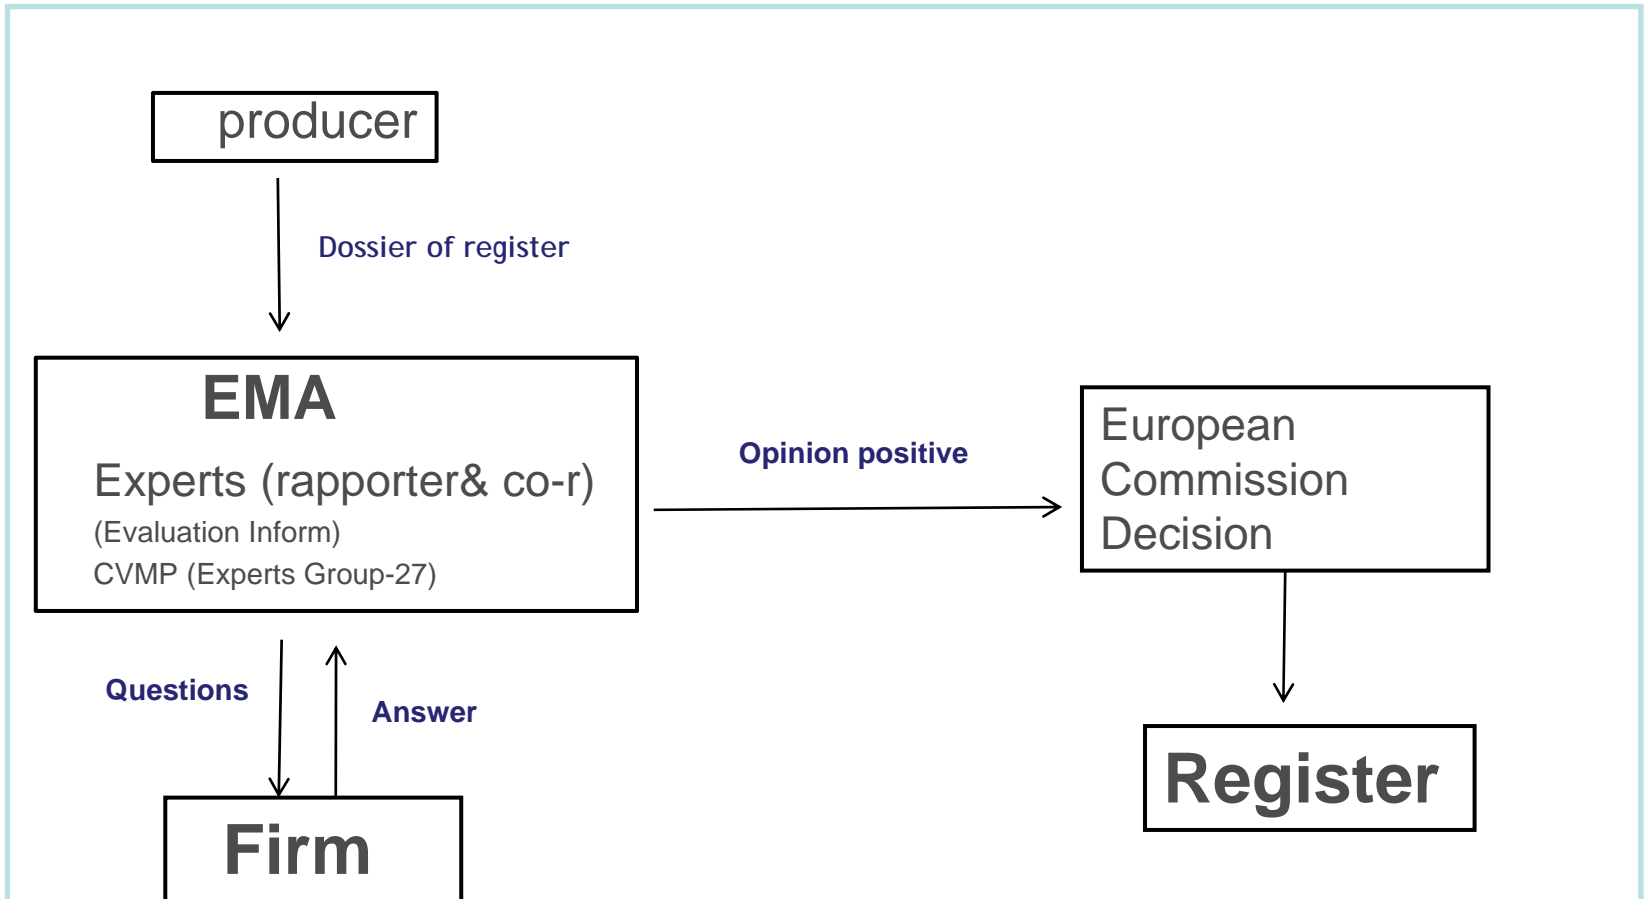 producer
Dossier of register
EMA
Experts (rapporter& co-r)
(Evaluation Inform)
CVMP (Experts Group-27)
Opinion positive
European
Commission
Decision
Questions
Answer
Register
Firm